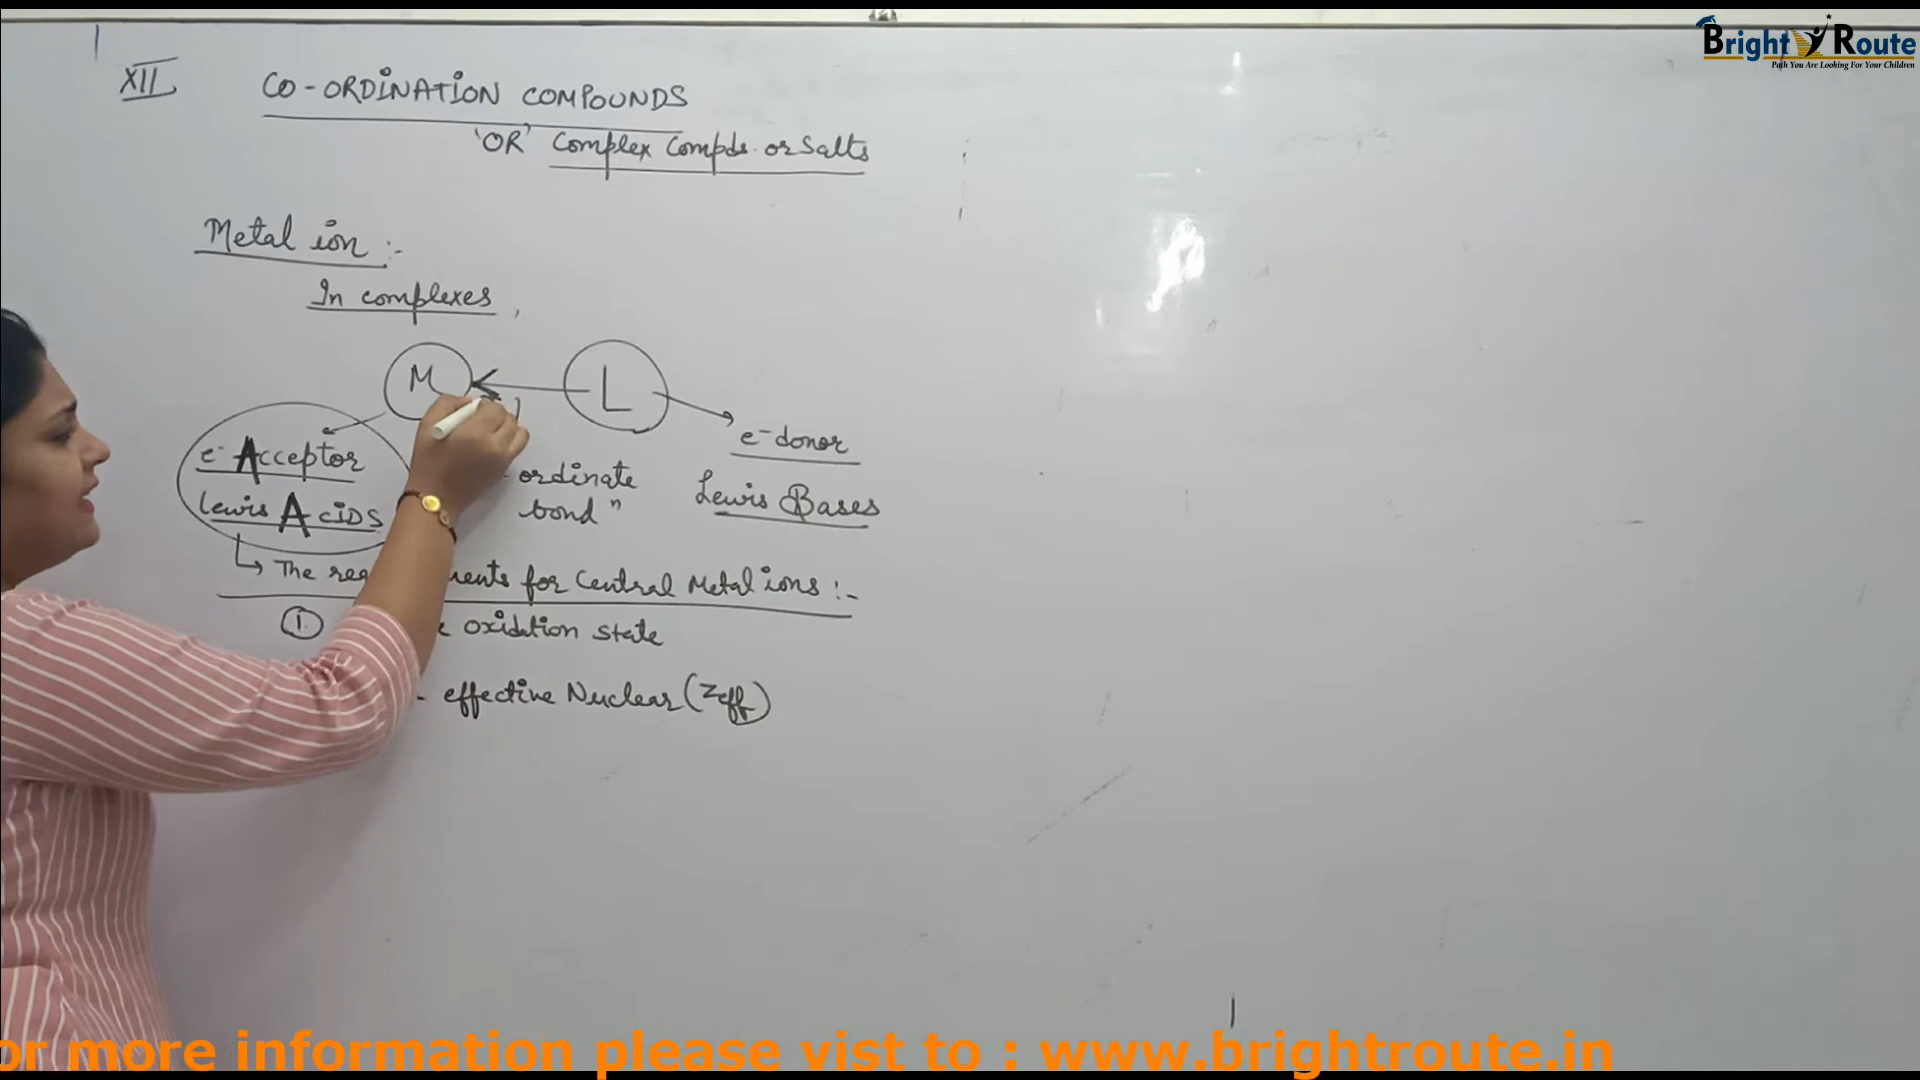 Bright Route
Path You Are Looking For Your Children
XII
CO-ORDINATION COMPOUNDS
'OR' Complex Compds. or Salts
Metal ion :-
In complexes,
M
L
e- Acceptor
Lewis ACIDS
ordinate
bond"
e- donor
Lewis Bases
The for Central Metal ions :-
① oxidation state
- effective Nuclear (Zeff)
or more information please vist to : www.brightroute.in